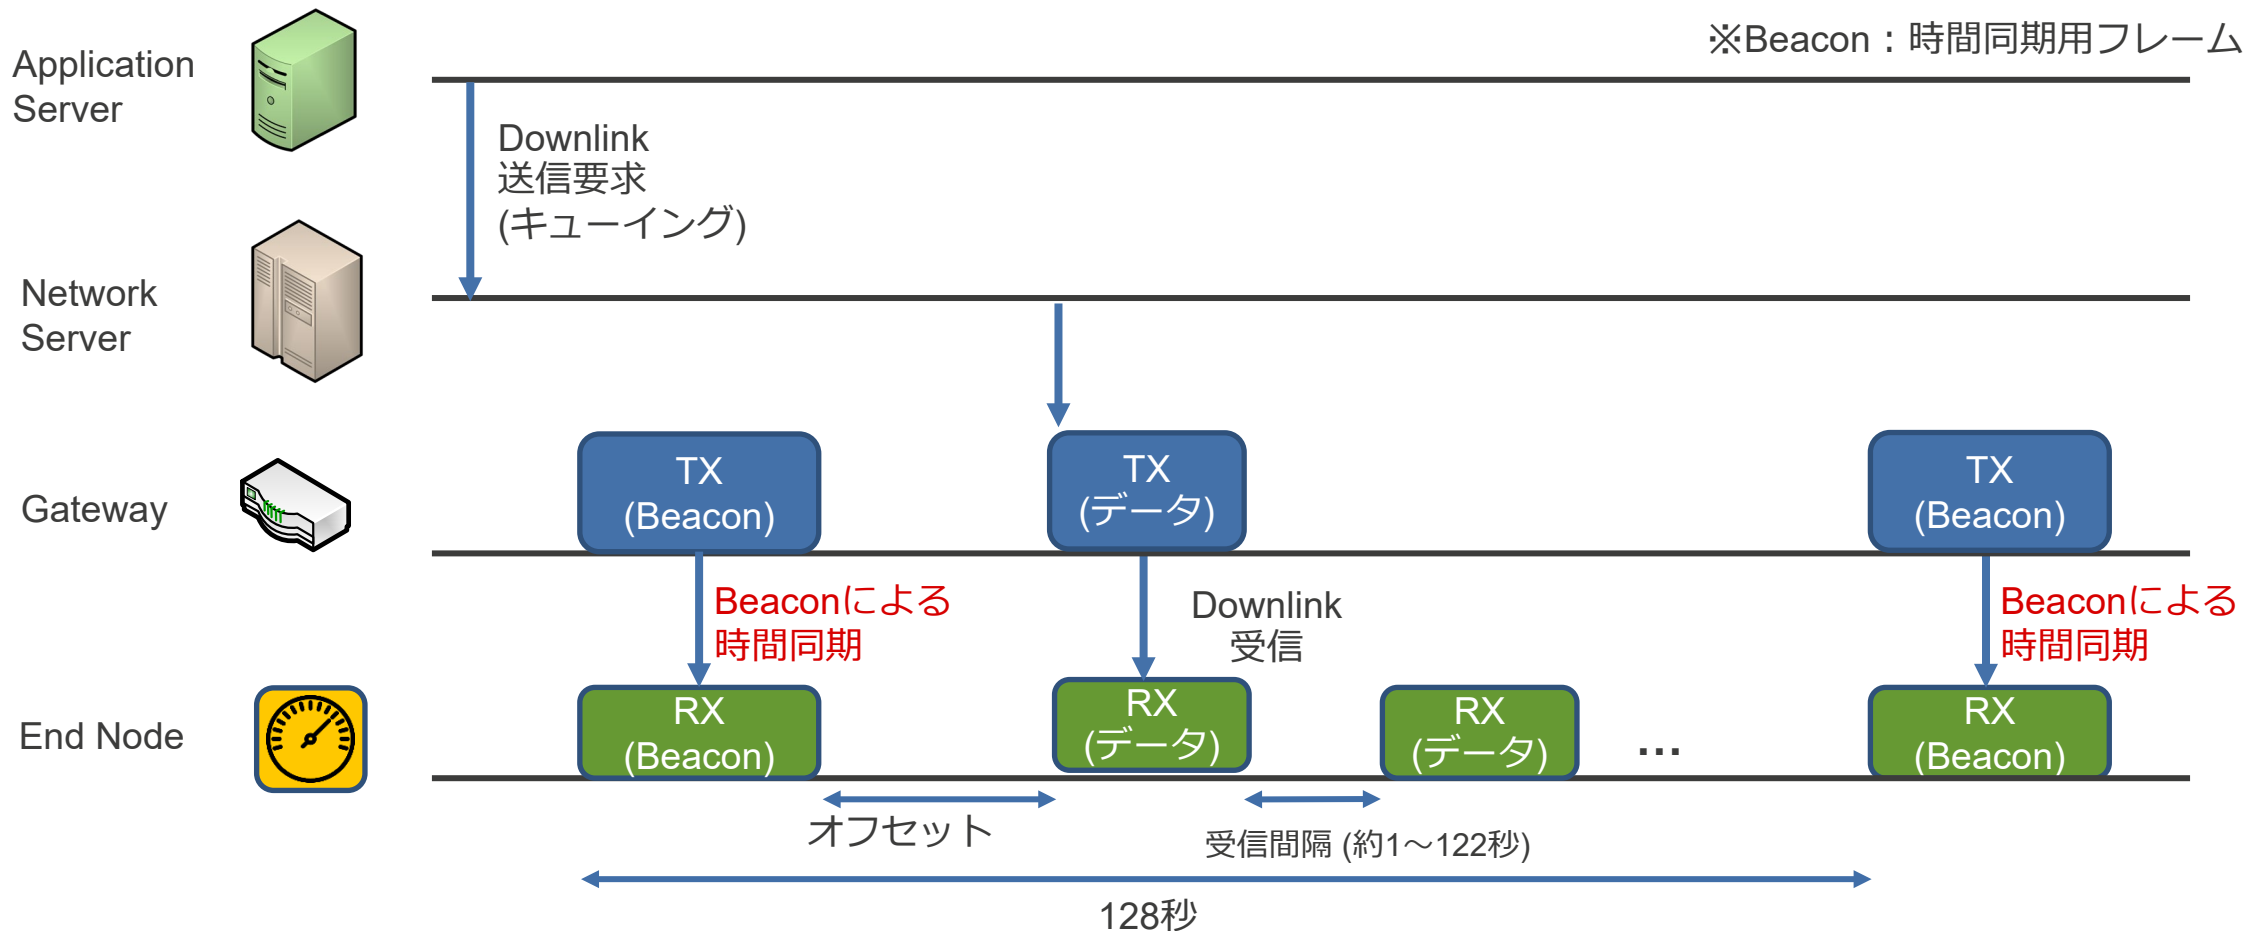 ※Beacon：時間同期用フレーム
Application
Server
Downlink
送信要求
(キューイング)
Network
Server
Gateway
TX
(Beacon)
TX
(データ)
TX
(Beacon)
Beaconによる
時間同期
Downlink
受信
Beaconによる
時間同期
End Node
RX
(Beacon)
RX
(データ)
RX
(データ)
…
RX
(Beacon)
オフセット
受信間隔 (約1～122秒)
128秒